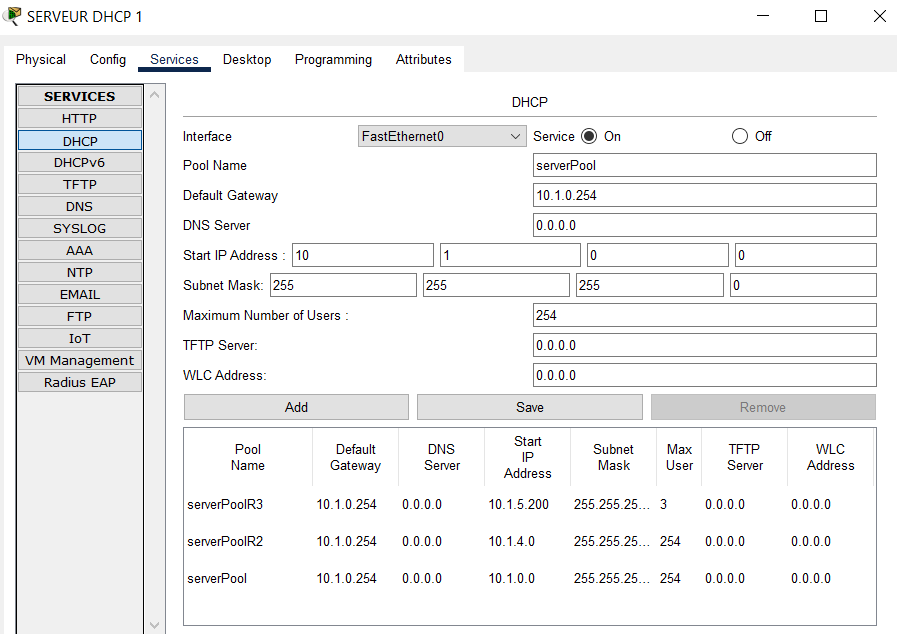 SERVEUR DHCP 1
Physical Config Services Desktop Programming Attributes
SERVICES
HTTP
DHCP
DHCPv6
TFTP
DNS
SYSLOG
AAA
NTP
EMAIL
FTP
IoT
VM Management
Radius EAP
DHCP
Interface FastEthernet0 Service On Off
Pool Name serverPool
Default Gateway 10.1.0.254
DNS Server 0.0.0.0
Start IP Address : 10 1 0 0
Subnet Mask: 255 255 255 0
Maximum Number of Users : 254
TFTP Server: 0.0.0.0
WLC Address: 0.0.0.0
Add Save Remove
Pool Name Default Gateway DNS Server Start IP Address Subnet Mask Max User TFTP Server WLC Address
serverPoolR3 10.1.0.254 0.0.0.0 10.1.5.200 255.255.25... 3 0.0.0.0 0.0.0.0
serverPoolR2 10.1.0.254 0.0.0.0 10.1.4.0 255.255.25... 254 0.0.0.0 0.0.0.0
serverPool 10.1.0.254 0.0.0.0 10.1.0.0 255.255.25... 254 0.0.0.0 0.0.0.0